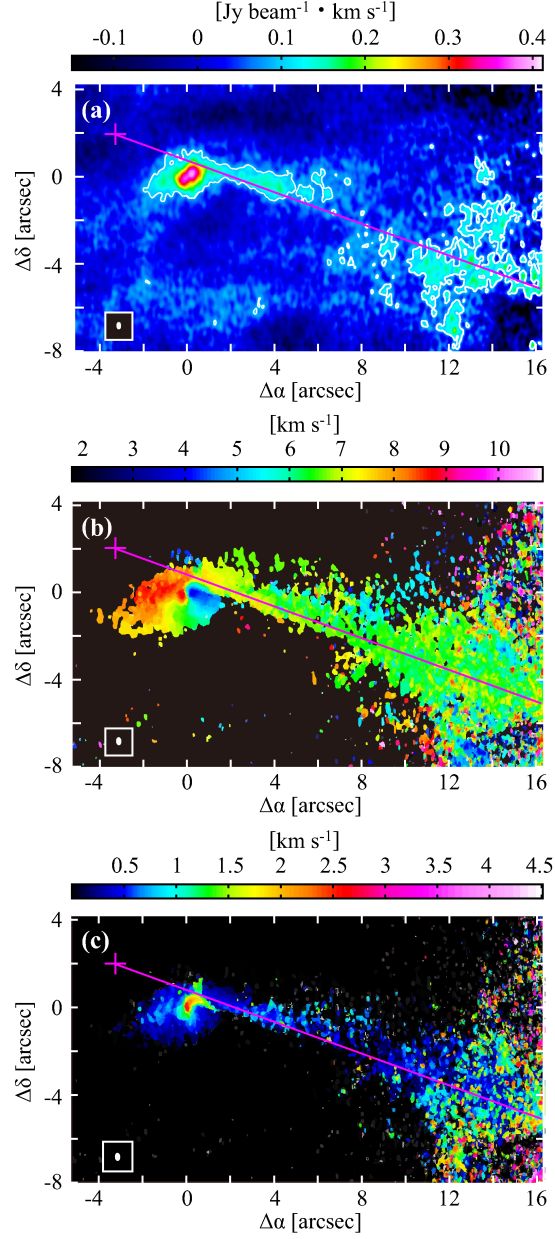 [Jy beam⁻¹・km s⁻¹]
-0.1 0 0.1 0.2 0.3 0.4
(a)
4
0
-4
-8
Δδ [arcsec]
-4 0 4 8 12 16
Δα [arcsec]
[km s⁻¹]
2 3 4 5 6 7 8 9 10
(b)
4
0
-4
-8
Δδ [arcsec]
-4 0 4 8 12 16
Δα [arcsec]
[km s⁻¹]
0.5 1 1.5 2 2.5 3 3.5 4 4.5
(c)
4
0
-4
-8
Δδ [arcsec]
-4 0 4 8 12 16
Δα [arcsec]